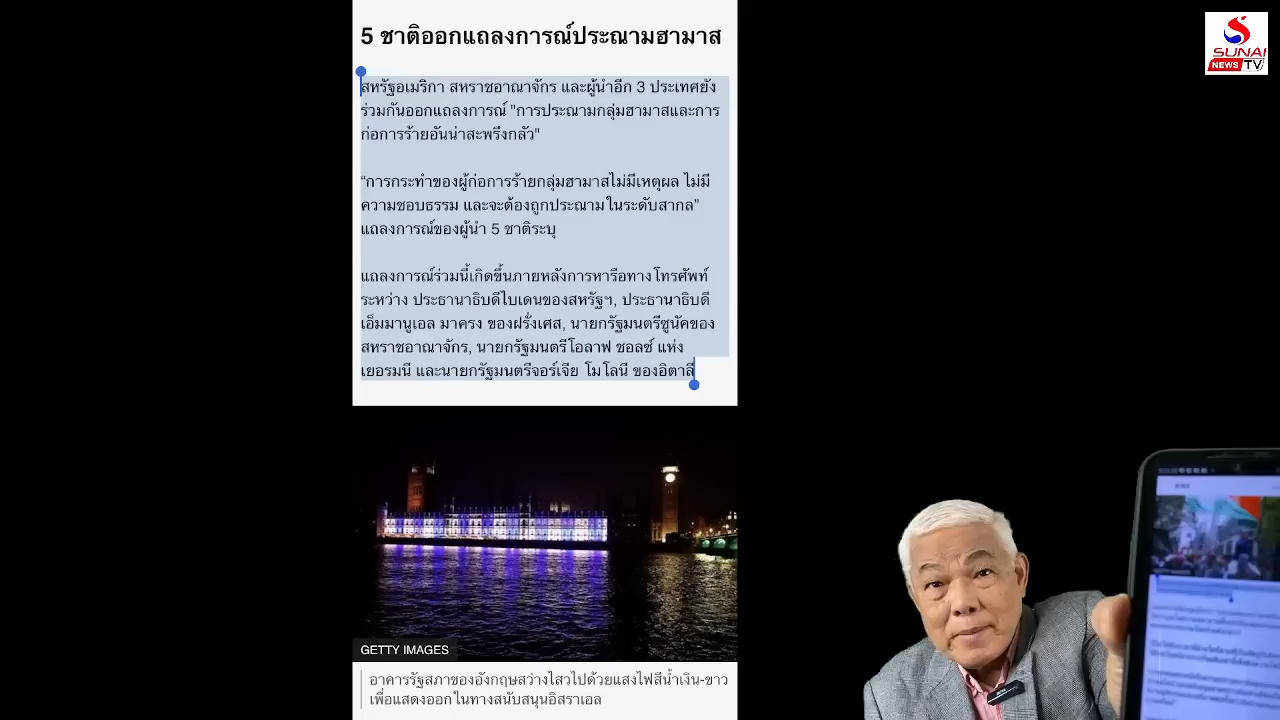 5 ชาติออกแถลงการณ์ประณามฮามาส
SUNAI
NEWS TV
สหรัฐอเมริกา สหราชอาณาจักร และผู้นำอีก 3 ประเทศยัง
ร่วมกันออกแถลงการณ์ "การประณามกลุ่มฮามาสและการ
ก่อการร้ายอันน่าสะพรึงกลัว"
“การกระทำของผู้ก่อการร้ายกลุ่มฮามาสไม่มีเหตุผล ไม่มี
ความชอบธรรม และจะต้องถูกประณามในระดับสากล”
แถลงการณ์ของผู้นำ 5 ชาติระบุ
แถลงการณ์ร่วมนี้เกิดขึ้นภายหลังการหารือทางโทรศัพท์
ระหว่าง ประธานาธิบดีไบเดนของสหรัฐฯ, ประธานาธิบดี
เอ็มมานูเอล มาครง ของฝรั่งเศส, นายกรัฐมนตรีซูนัคของ
สหราชอาณาจักร, นายกรัฐมนตรีโอลาฟ ชอลซ์ แห่ง
เยอรมนี และนายกรัฐมนตรีจอร์เจีย โมโลนี ของอิตาลี
GETTY IMAGES
อาคารรัฐสภาของอังกฤษสว่างไสวไปด้วยแสงไฟสีน้ำเงิน-ขาว
เพื่อแสดงออกในทางสนับสนุนอิสราเอล